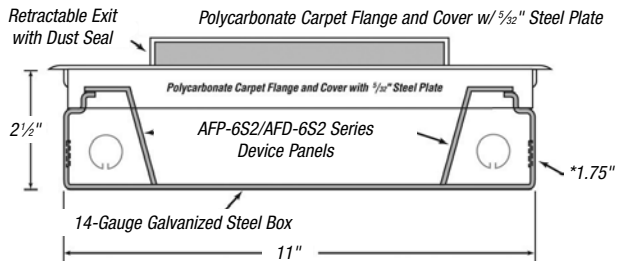 Retractable Exit
with Dust Seal
Polycarbonate Carpet Flange and Cover w/ 5/32" Steel Plate
Polycarbonate Carpet Flange and Cover with 5/32" Steel Plate
2½"
AFP-6S2/AFD-6S2 Series
Device Panels
*1.75"
14-Gauge Galvanized Steel Box
11"